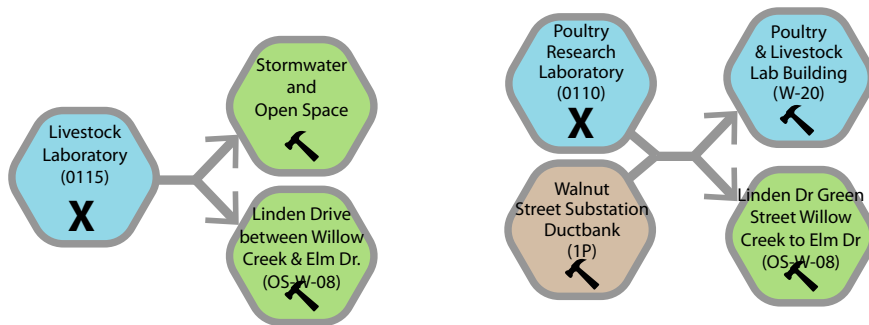 Livestock
Laboratory
(0115)
X
Stormwater
and
Open Space
Linden Drive
between Willow
Creek & Elm Dr.
(OS-W-08)
Poultry
Research
Laboratory
(0110)
X
Walnut
Street Substation
Ductbank
(1P)
Poultry
& Livestock
Lab Building
(W-20)
Linden Dr Green
Street Willow
Creek to Elm Dr
(OS-W-08)